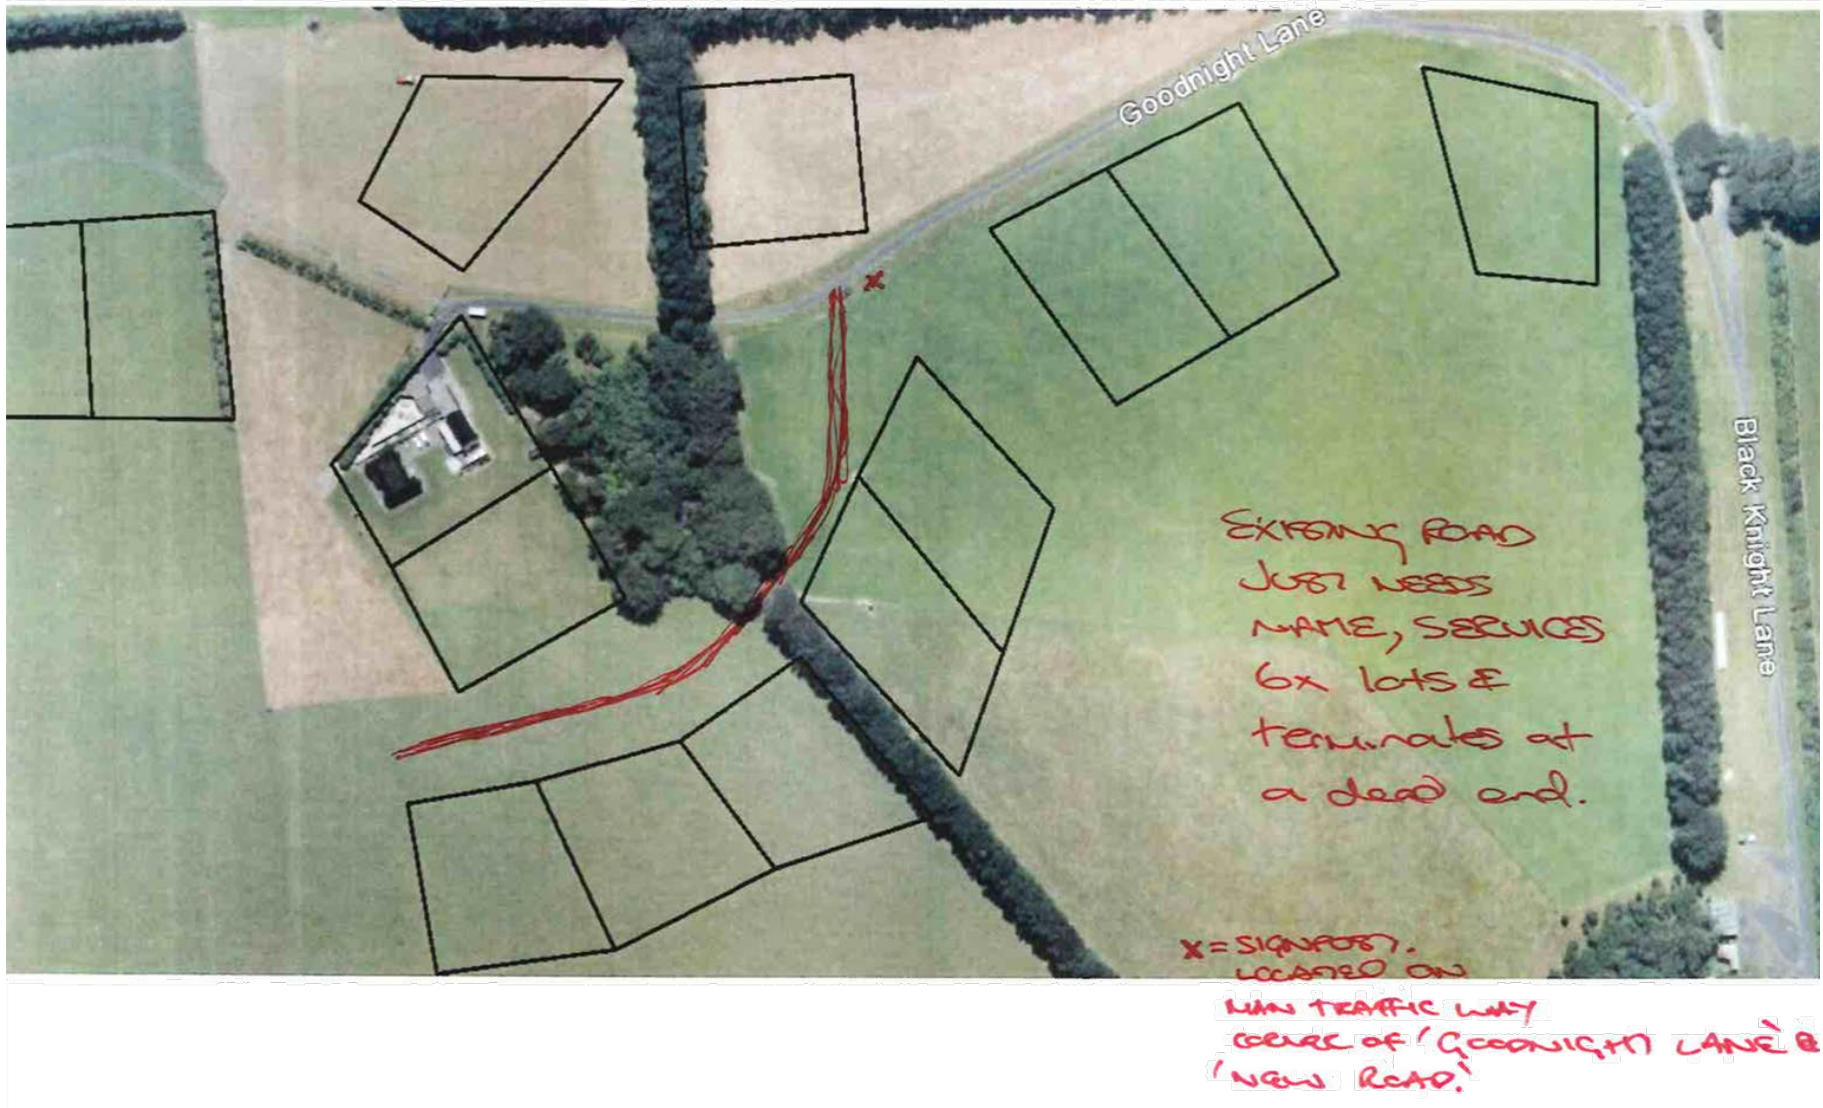 Goodnight Lane
Black Knight Lane
EXISTING ROAD
JUST NEEDS
NAME, SERVICES
6x lots &
terminates at
a dead end.
X = SIGNPOST.
LOCATED ON
MAIN TRAFFIC WAY
CORNER OF 'GOODNIGHT LANE' &
'NEW ROAD.'